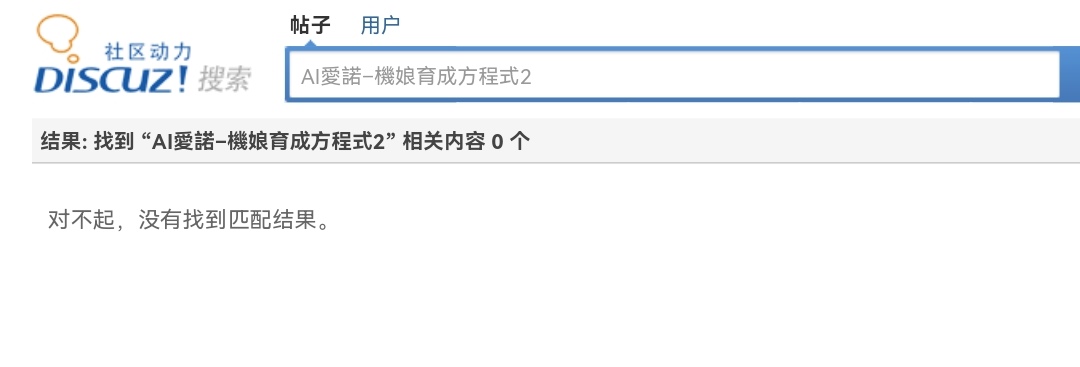 帖子 用户
社区动力
DISCUZ! 搜索
AI愛諾–機娘育成方程式2
结果: 找到 “AI愛諾–機娘育成方程式2” 相关内容 0 个
对不起，没有找到匹配结果。